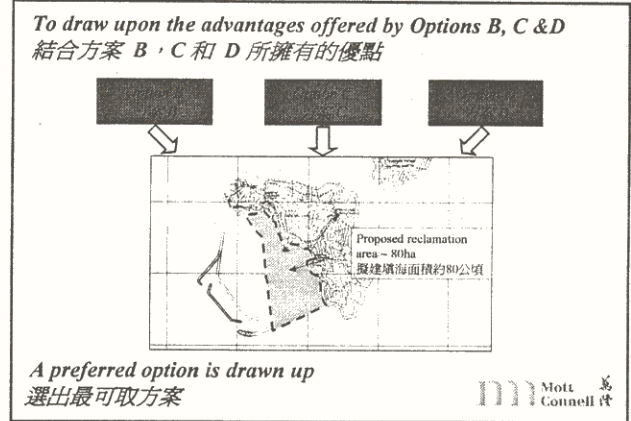 To draw upon the advantages offered by Options B, C &D
結合方案 B，C 和 D 所擁有的優點
Option C
Proposed reclamation
area ~ 80ha
擬建填海面積約80公頃
A preferred option is drawn up
選出最可取方案
Mott
Connell